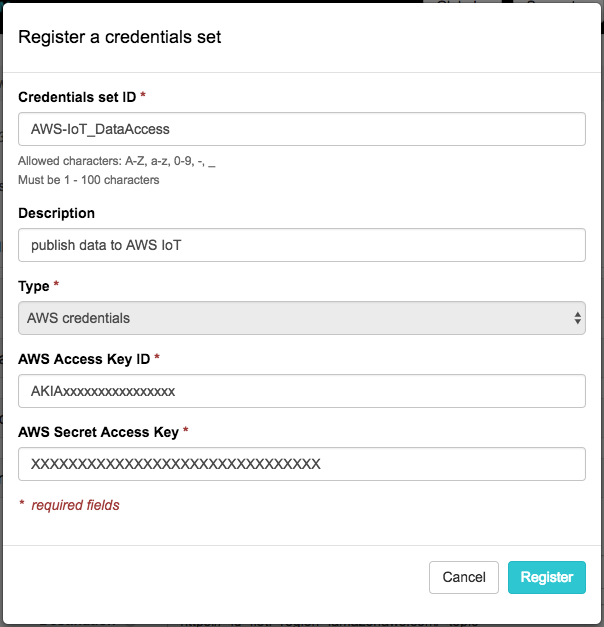 Register a credentials set
Credentials set ID *
AWS-IoT_DataAccess
Allowed characters: A-Z, a-z, 0-9, -, _
Must be 1 - 100 characters
Description
publish data to AWS IoT
Type *
AWS credentials
AWS Access Key ID *
AKIAxxxxxxxxxxxxxxxx
AWS Secret Access Key *
XXXXXXXXXXXXXXXXXXXXXXXXXXXXXXX
* required fields
Cancel
Register